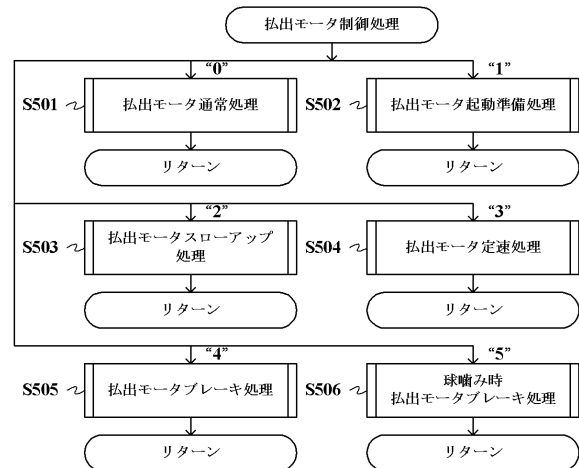 払出モータ制御処理
“0”
“1”
S501
払出モータ通常処理
S502
払出モータ起動準備処理
リターン
リターン
“2”
“3”
S503
払出モータスローアップ
処理
S504
払出モータ定速処理
リターン
リターン
“4”
“5”
S505
払出モータブレーキ処理
S506
球噛み時
払出モータブレーキ処理
リターン
リターン